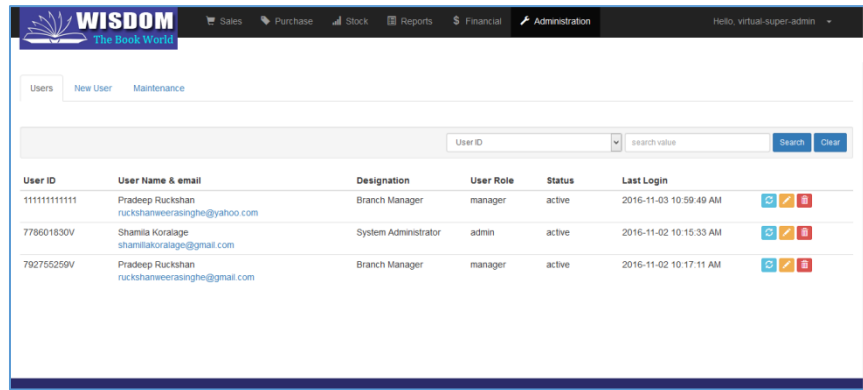 WISDOM
The Book World
Sales Purchase Stock Reports $ Financial Administration Hello, virtual-super-admin
Users New User Maintenance
User ID search value Search Clear
User ID User Name & email Designation User Role Status Last Login
111111111111 Pradeep Ruckshan Branch Manager manager active 2016-11-03 10:59:49 AM
ruckshanweerasinghe@yahoo.com
778601830V Shamila Koralage System Administrator admin active 2016-11-02 10:15:33 AM
shamillakoralage@gmail.com
792755259V Pradeep Ruckshan Branch Manager manager active 2016-11-02 10:17:11 AM
ruckshanweerasinghe@gmail.com